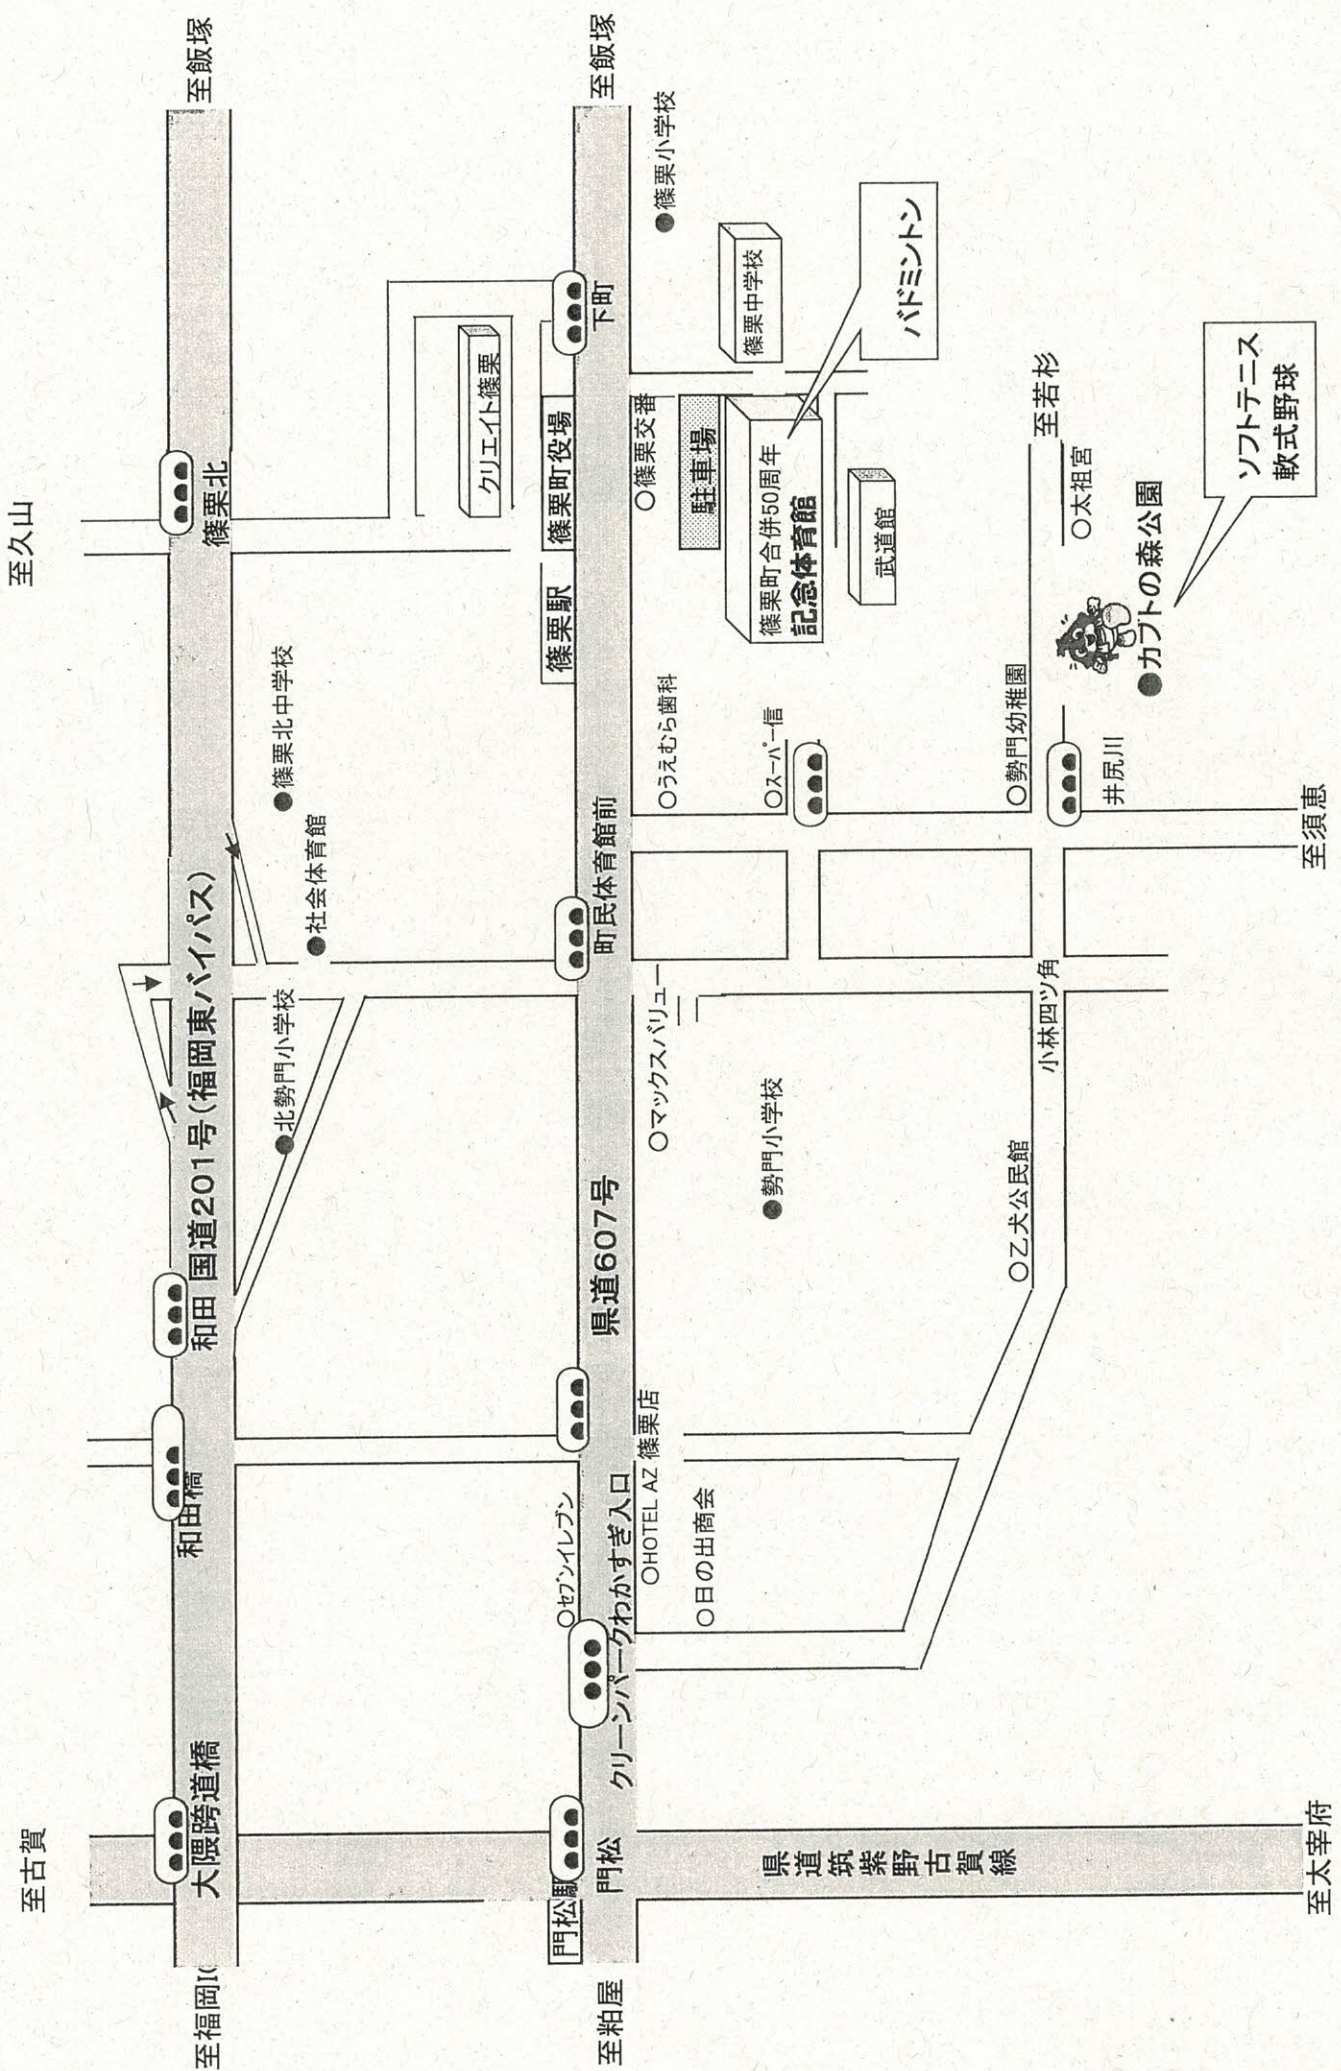 至古賀
至久山
至福岡I
大隈跨道橋
和田橋
和田
国道201号(福岡東バイパス)
篠栗北
至飯塚
●北勢門小学校
●社会体育館
●篠栗北中学校
クリエイト篠栗
門松駅
○セブンイレブン
篠栗駅
篠栗町役場
至粕屋
門松
クリーンパークわかすぎ入口
県道607号
町民体育館前
下町
至飯塚
○HOTEL AZ 篠栗店
○マックスバリュー
○うえむら歯科
○篠栗交番
●篠栗小学校
○日の出商会
駐車場
●勢門小学校
○スーパー信
篠栗町合併50周年
記念体育館
篠栗中学校
県道筑紫野古賀線
武道館
バドミントン
○乙犬公民館
小林四ツ角
○勢門幼稚園
至若杉
○太祖宮
井尻川
●カブトの森公園
ソフトテニス
軟式野球
至太宰府
至須恵